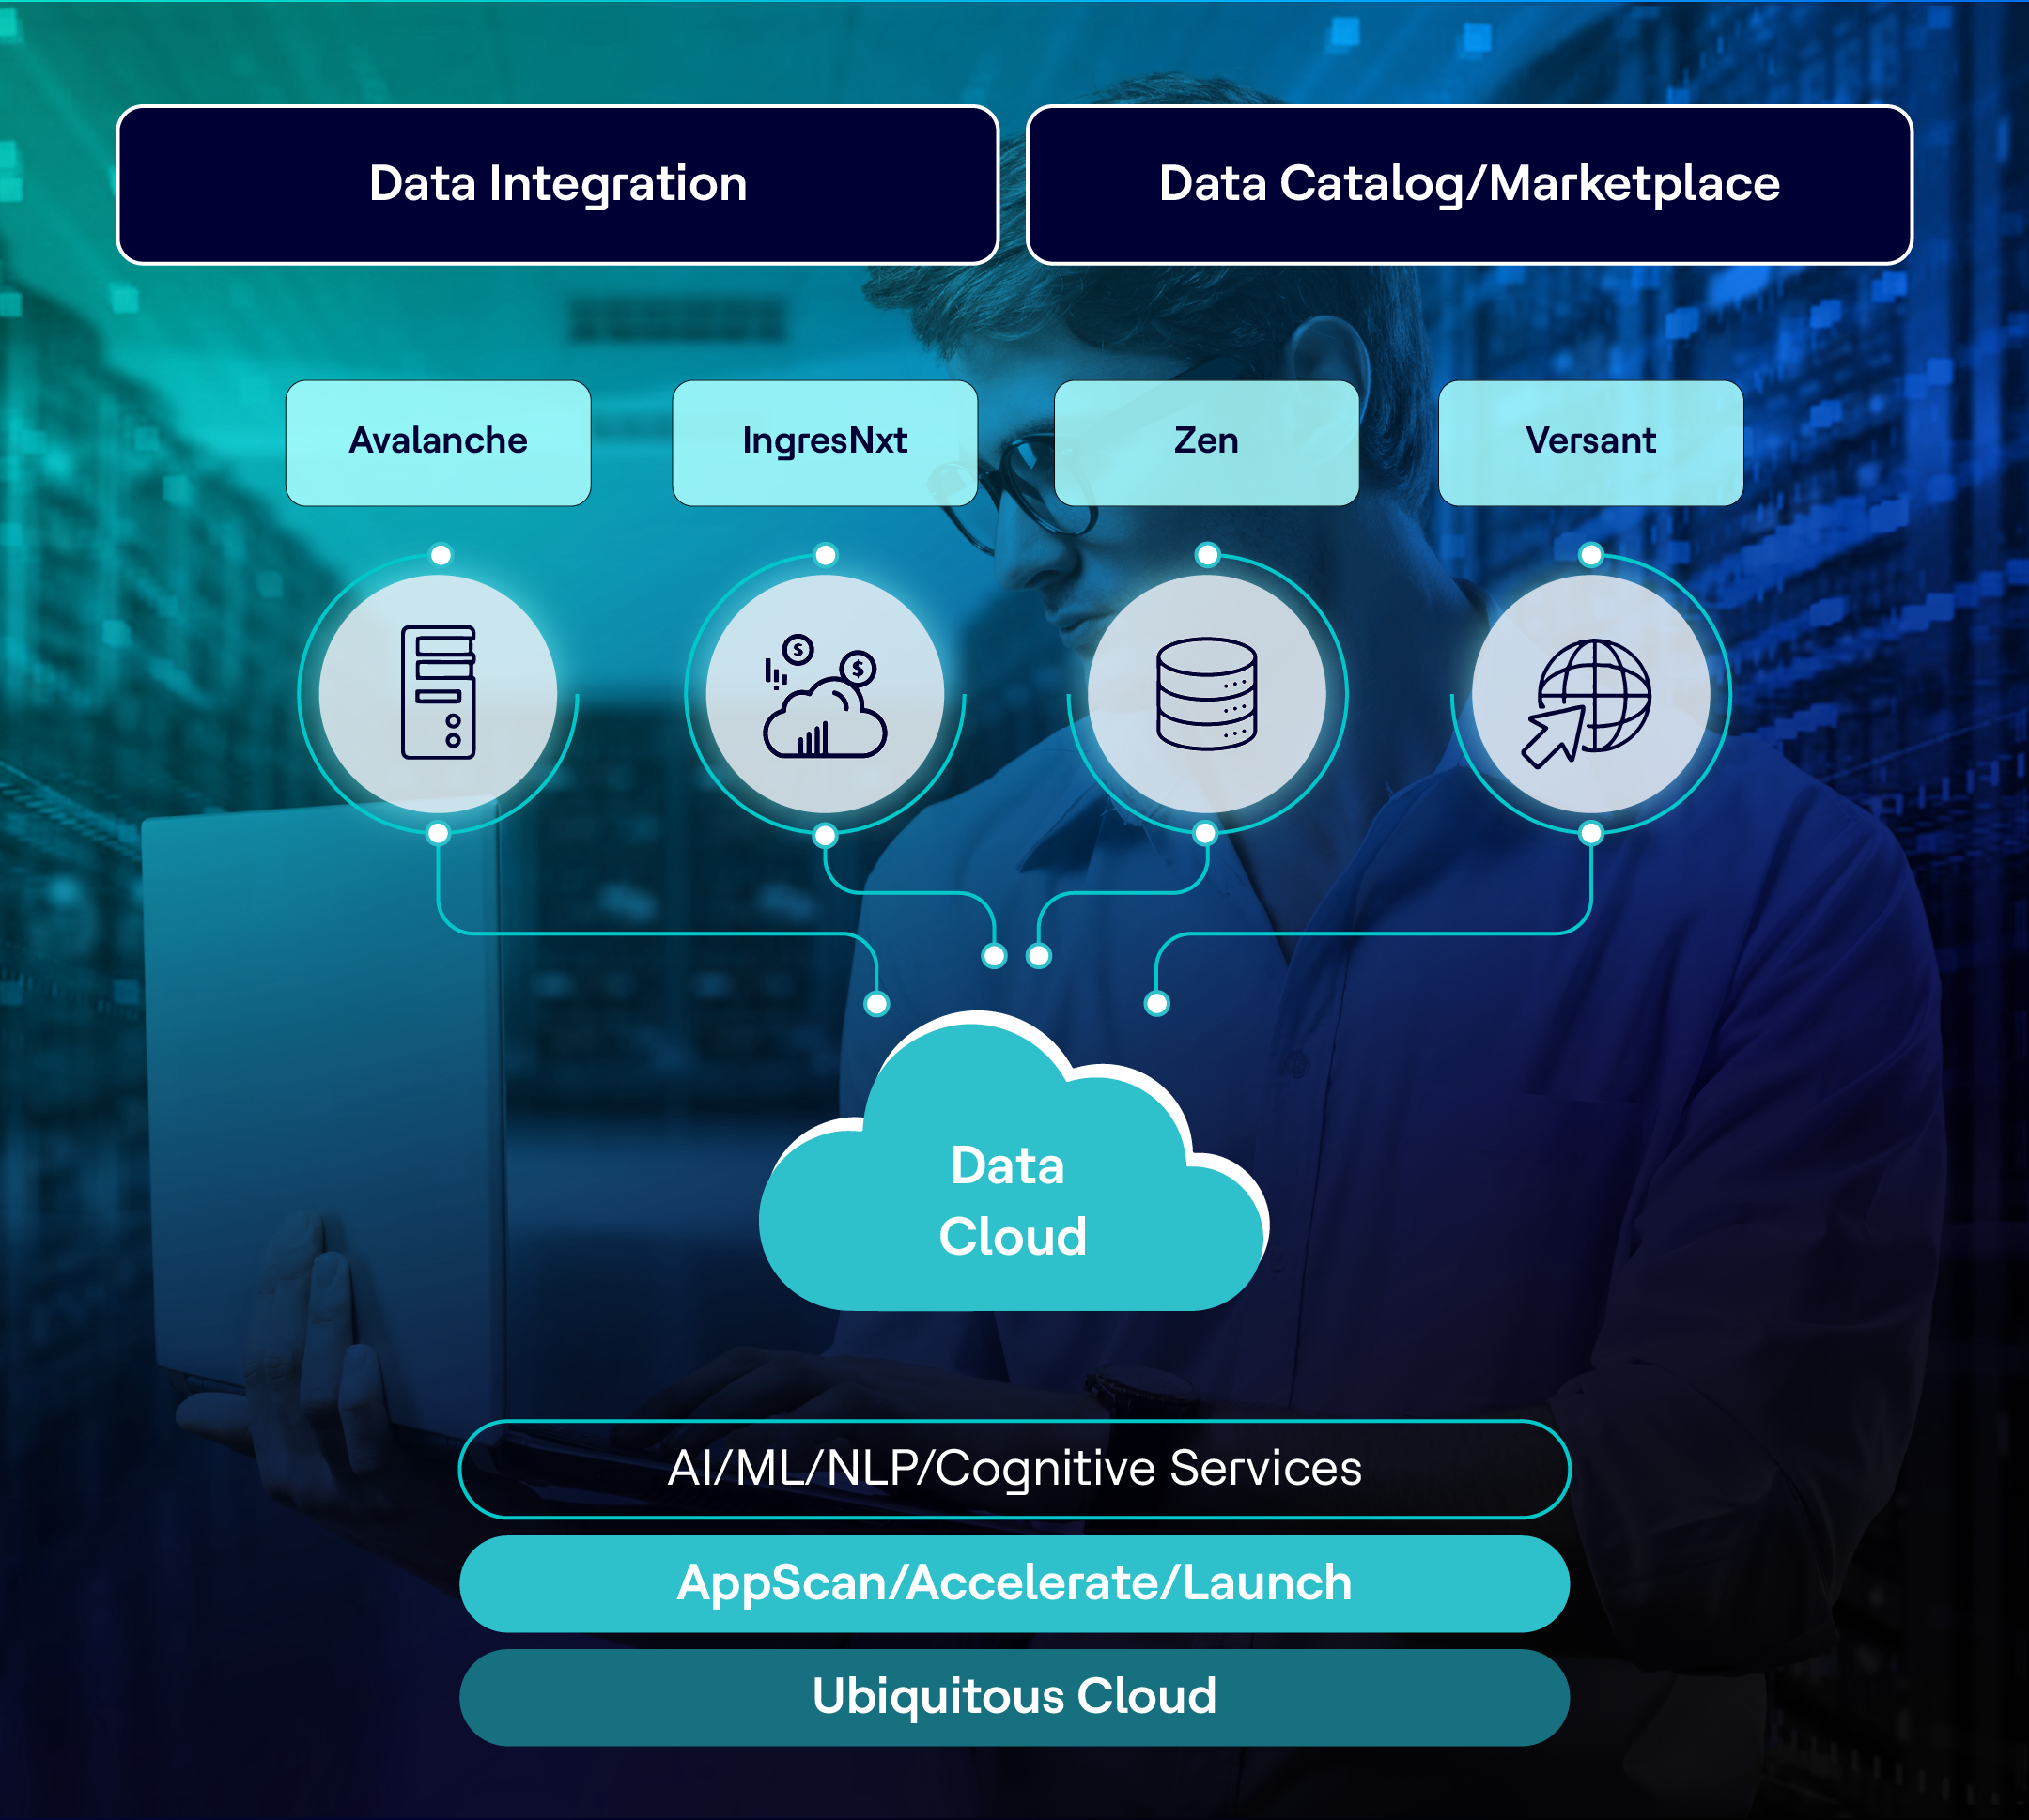 Data Integration
Data Catalog/Marketplace
Avalanche
IngresNxt
Zen
Versant
$
$
Data
Cloud
AI/ML/NLP/Cognitive Services
AppScan/Accelerate/Launch
Ubiquitous Cloud